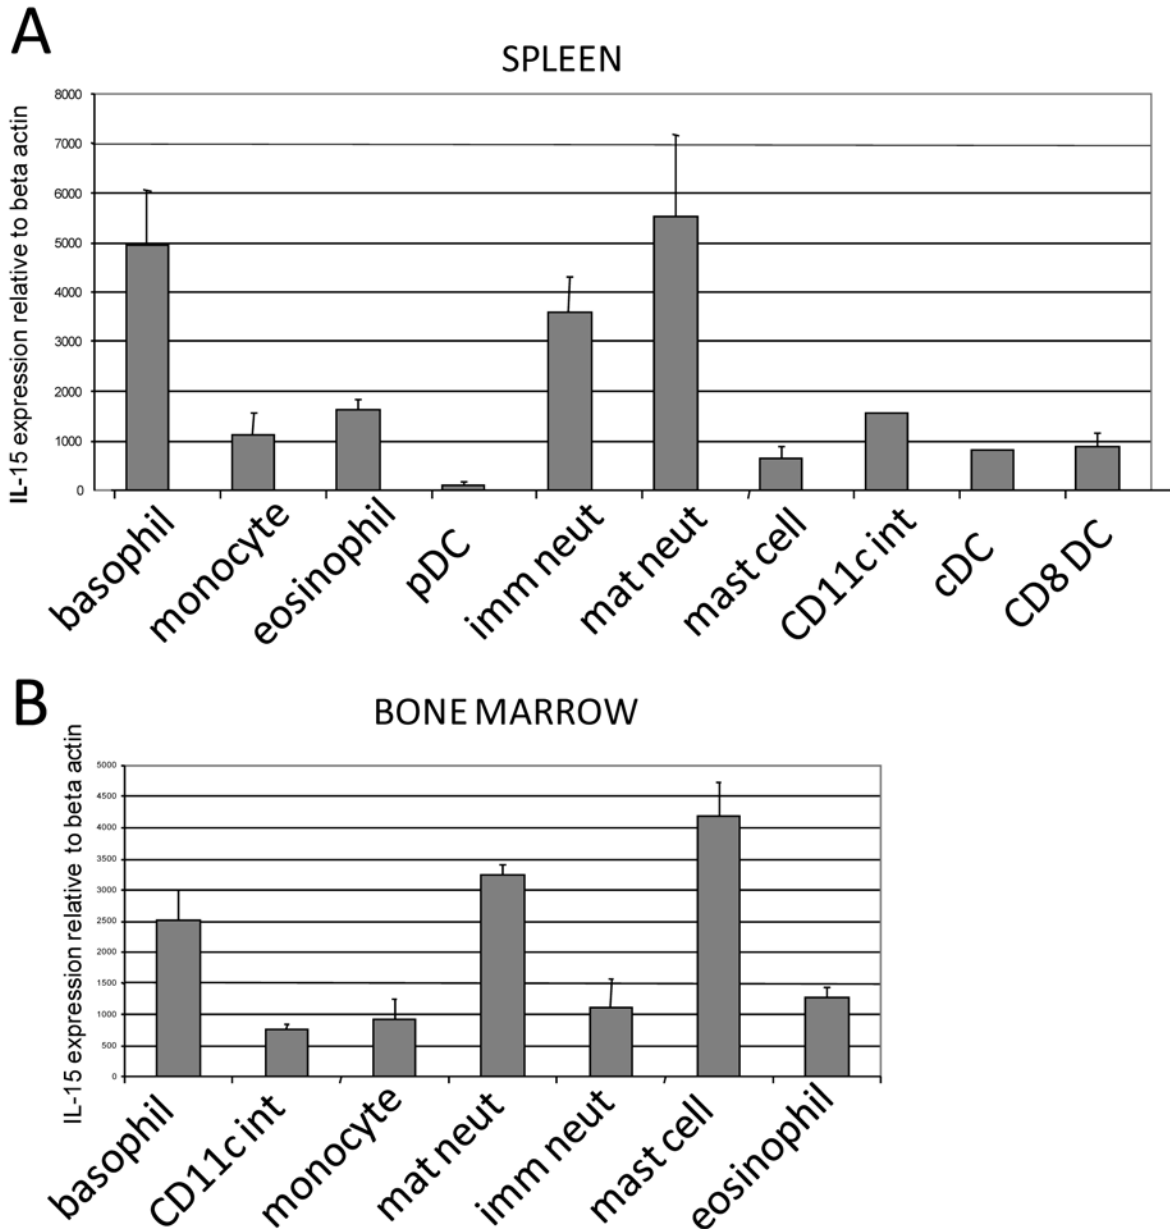 A
SPLEEN
IL-15 expression relative to beta actin
8000
7000
6000
5000
4000
3000
2000
1000
0
basophil
monocyte
eosinophil
pDC
imm neut
mat neut
mast cell
CD11c int
cDC
CD8 DC
B
BONE MARROW
IL-15 expression relative to beta actin
5000
4500
4000
3500
3000
2500
2000
1500
1000
500
0
basophil
CD11c int
monocyte
mat neut
imm neut
mast cell
eosinophil